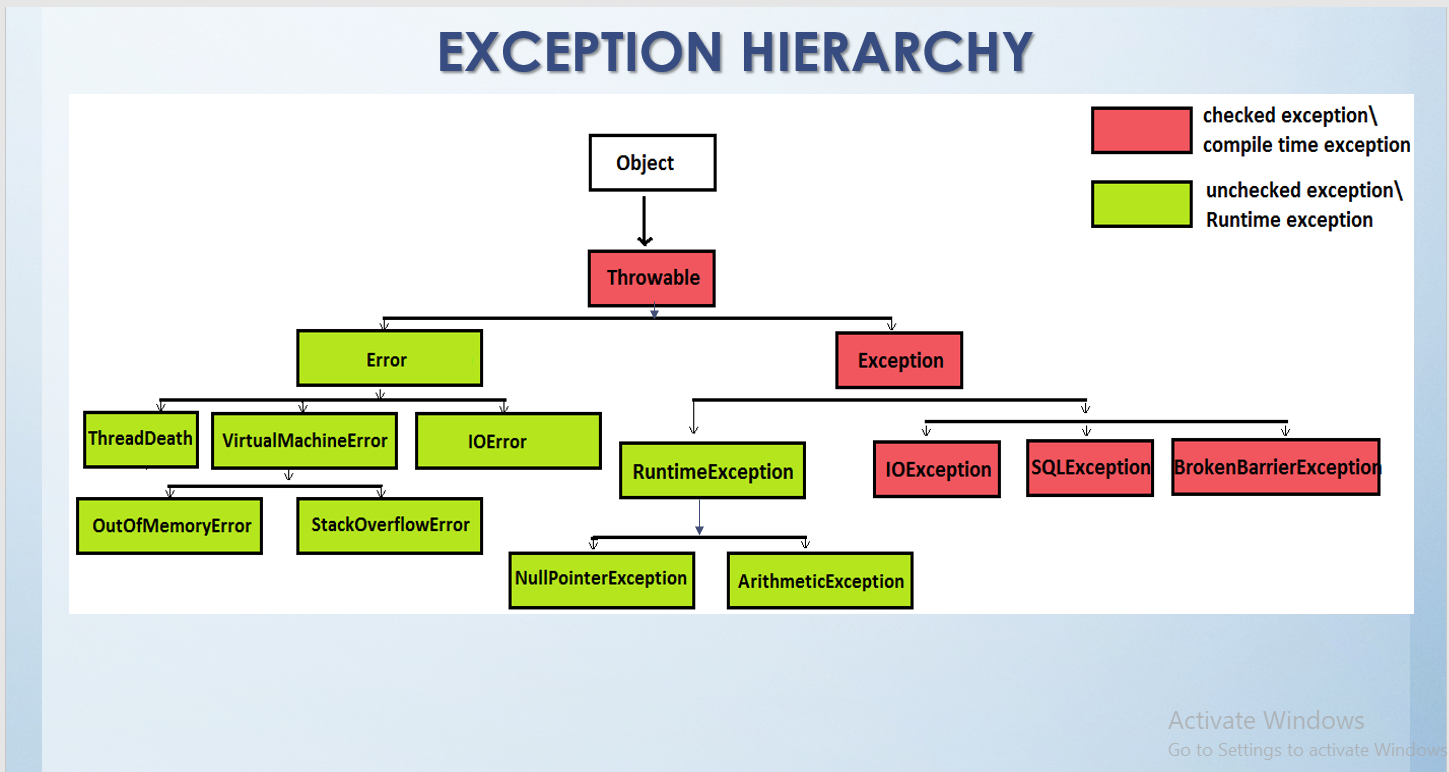 EXCEPTION HIERARCHY
checked exception\
compile time exception
unchecked exception\
Runtime exception
Object
Throwable
Error
Exception
ThreadDeath
VirtualMachineError
IOError
RuntimeException
IOException
SQLException
BrokenBarrierException
OutOfMemoryError
StackOverflowError
NullPointerException
ArithmeticException
Activate Windows
Go to Settings to activate Windows